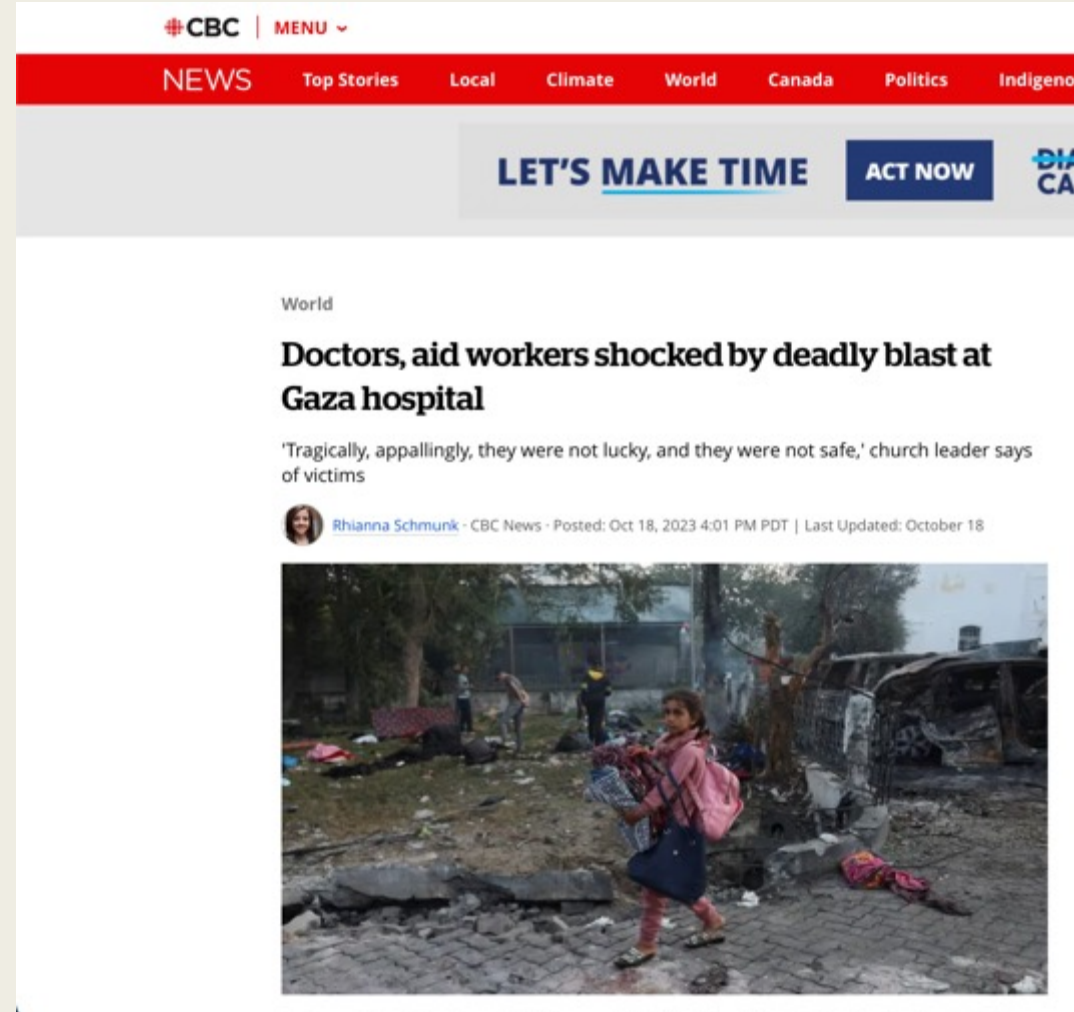 CBC MENU
NEWS Top Stories Local Climate World Canada Politics
LET'S MAKE TIME ACT NOW
World
Doctors, aid workers shocked by deadly blast at
Gaza hospital
'Tragically, appallingly, they were not lucky, and they were not safe,' church leader says
of victims
Rhianna Schmunk · CBC News · Posted: Oct 18, 2023 4:01 PM PDT | Last Updated: October 18